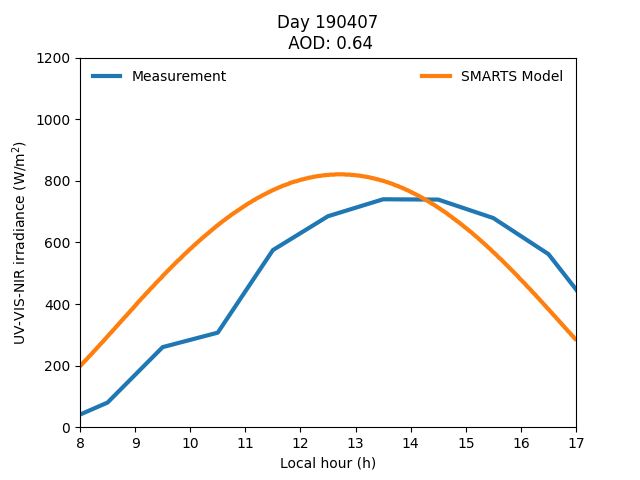 Day 190407
AOD: 0.64
Measurement
SMARTS Model
UV-VIS-NIR irradiance (W/m²)
1200
1000
800
600
400
200
0
8 9 10 11 12 13 14 15 16 17
Local hour (h)